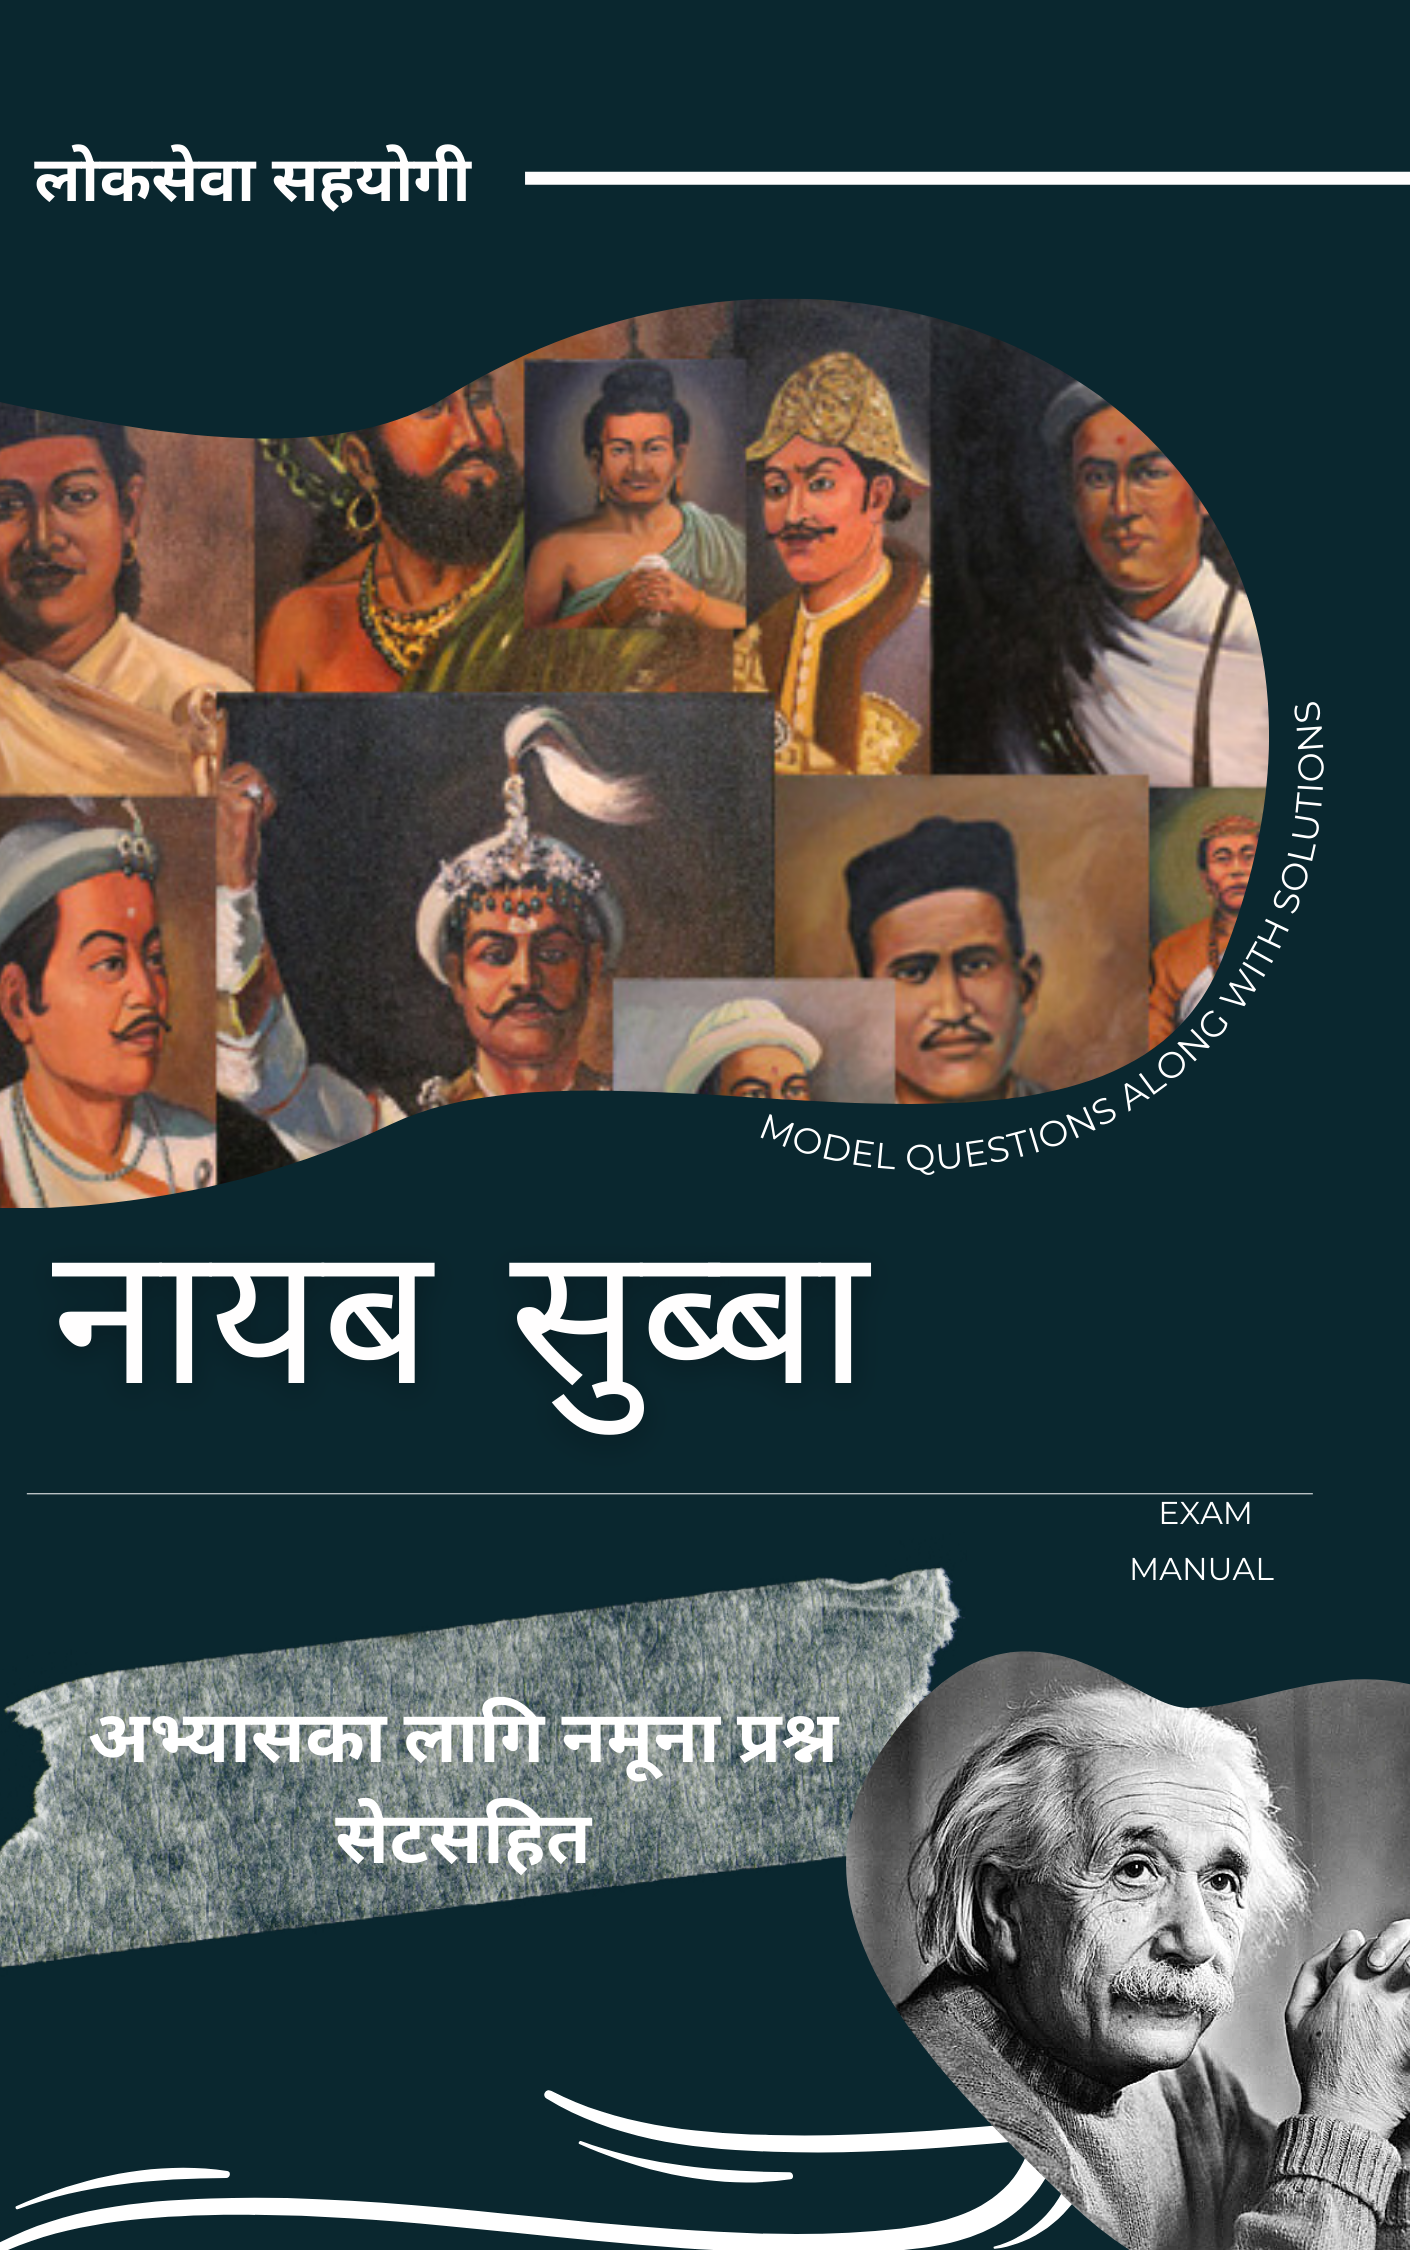 लोकसेवा सहयोगी
MODEL QUESTIONS ALONG WITH SOLUTIONS
नायब सुब्बा
EXAM
MANUAL
अभ्यासका लागि नमूना प्रश्न
सेटसहित